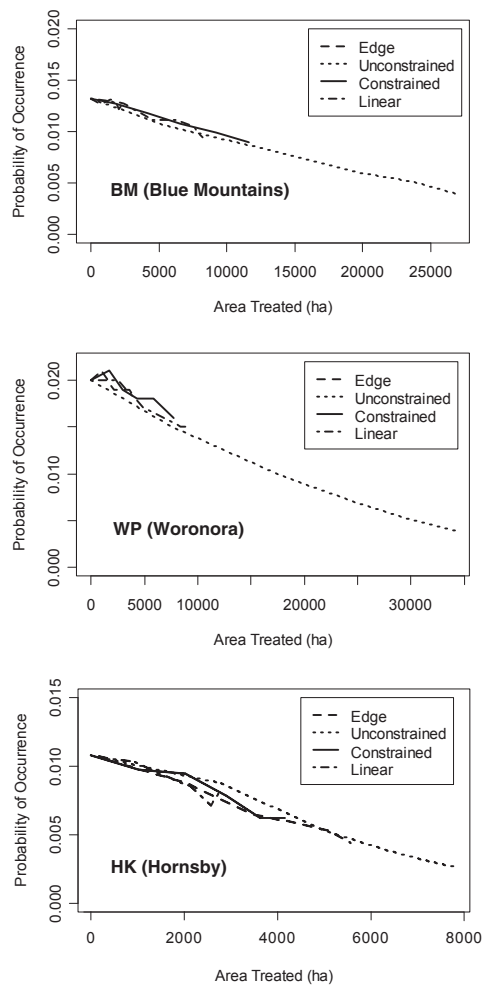 0.020
0.015
0.010
0.005
0.000
Probability of Occurrence
Edge
Unconstrained
Constrained
Linear
BM (Blue Mountains)
0 5000 10000 15000 20000 25000
Area Treated (ha)
0.020
0.010
0.000
Probability of Occurrence
Edge
Unconstrained
Constrained
Linear
WP (Woronora)
0 5000 10000 20000 30000
Area Treated (ha)
0.015
0.010
0.005
0.000
Probability of Occurrence
Edge
Unconstrained
Constrained
Linear
HK (Hornsby)
0 2000 4000 6000 8000
Area Treated (ha)